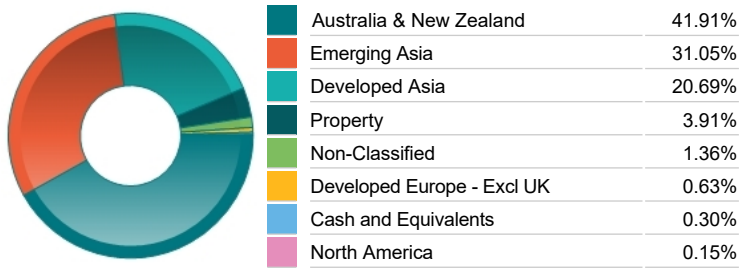 Australia & New Zealand 41.91%
Emerging Asia 31.05%
Developed Asia 20.69%
Property 3.91%
Non-Classified 1.36%
Developed Europe - Excl UK 0.63%
Cash and Equivalents 0.30%
North America 0.15%